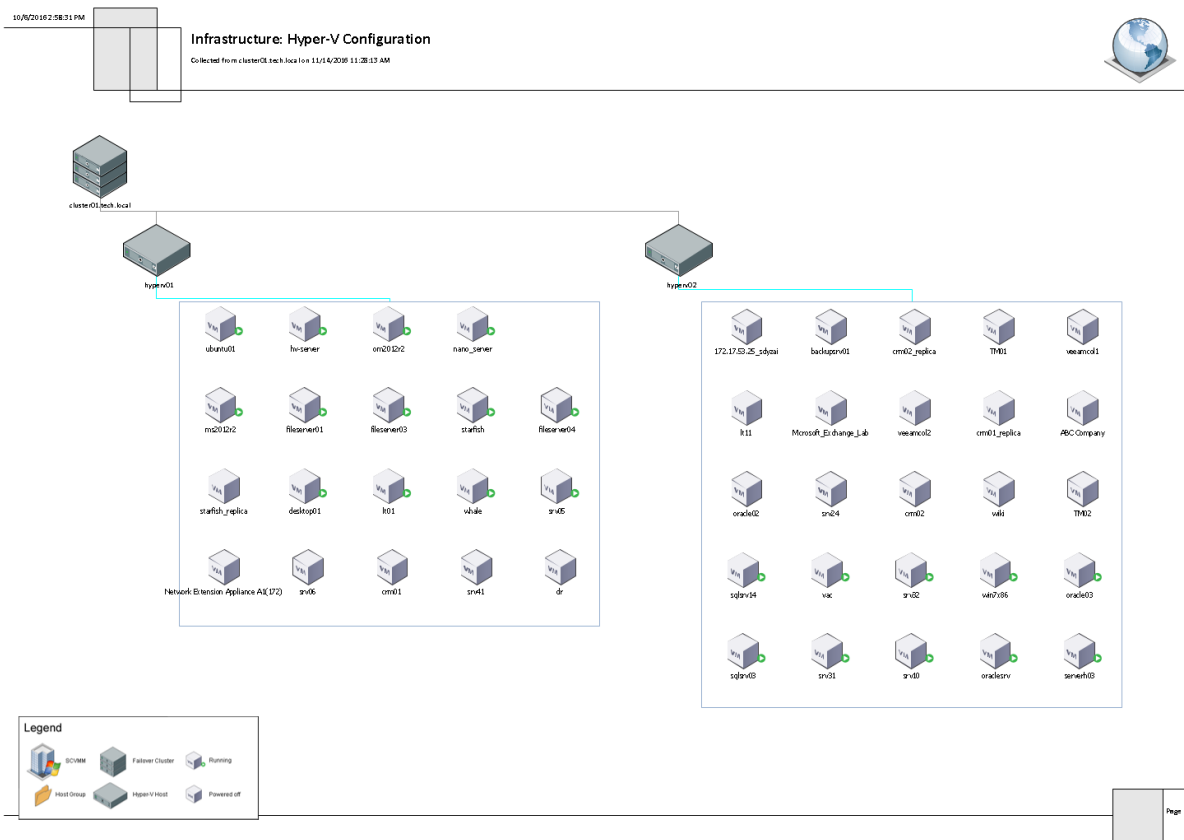 10/6/2016 2:58:31 PM
Infrastructure: Hyper-V Configuration
Collected from cluster01.tech.local on 11/14/2016 11:28:13 AM
cluster01.tech.local
hyperv01
hyperv02
ubuntu01
hv-server
om2012r2
nano_server
ms2012r2
fileserver01
fileserver03
starfish
fileserver04
starfish_replica
desktop01
lt01
whale
srv05
Network Extension Appliance A1(172)
srv06
crm01
srv41
dr
172.17.53.25_sdyzai
backupsrv01
crm02_replica
TM01
veeamcol1
lt11
Microsoft_Exchange_Lab
veeamcol2
crm01_replica
ABC Company
oracle02
srv24
crm02
wiki
TM02
sqlsrv14
vac
srv32
win7x86
oracle03
sqlsrv03
srv31
srv10
oraclesrv
serverh03
Legend
SCVMM
Failover Cluster
Running
Host Group
Hyper-V Host
Powered off
Page